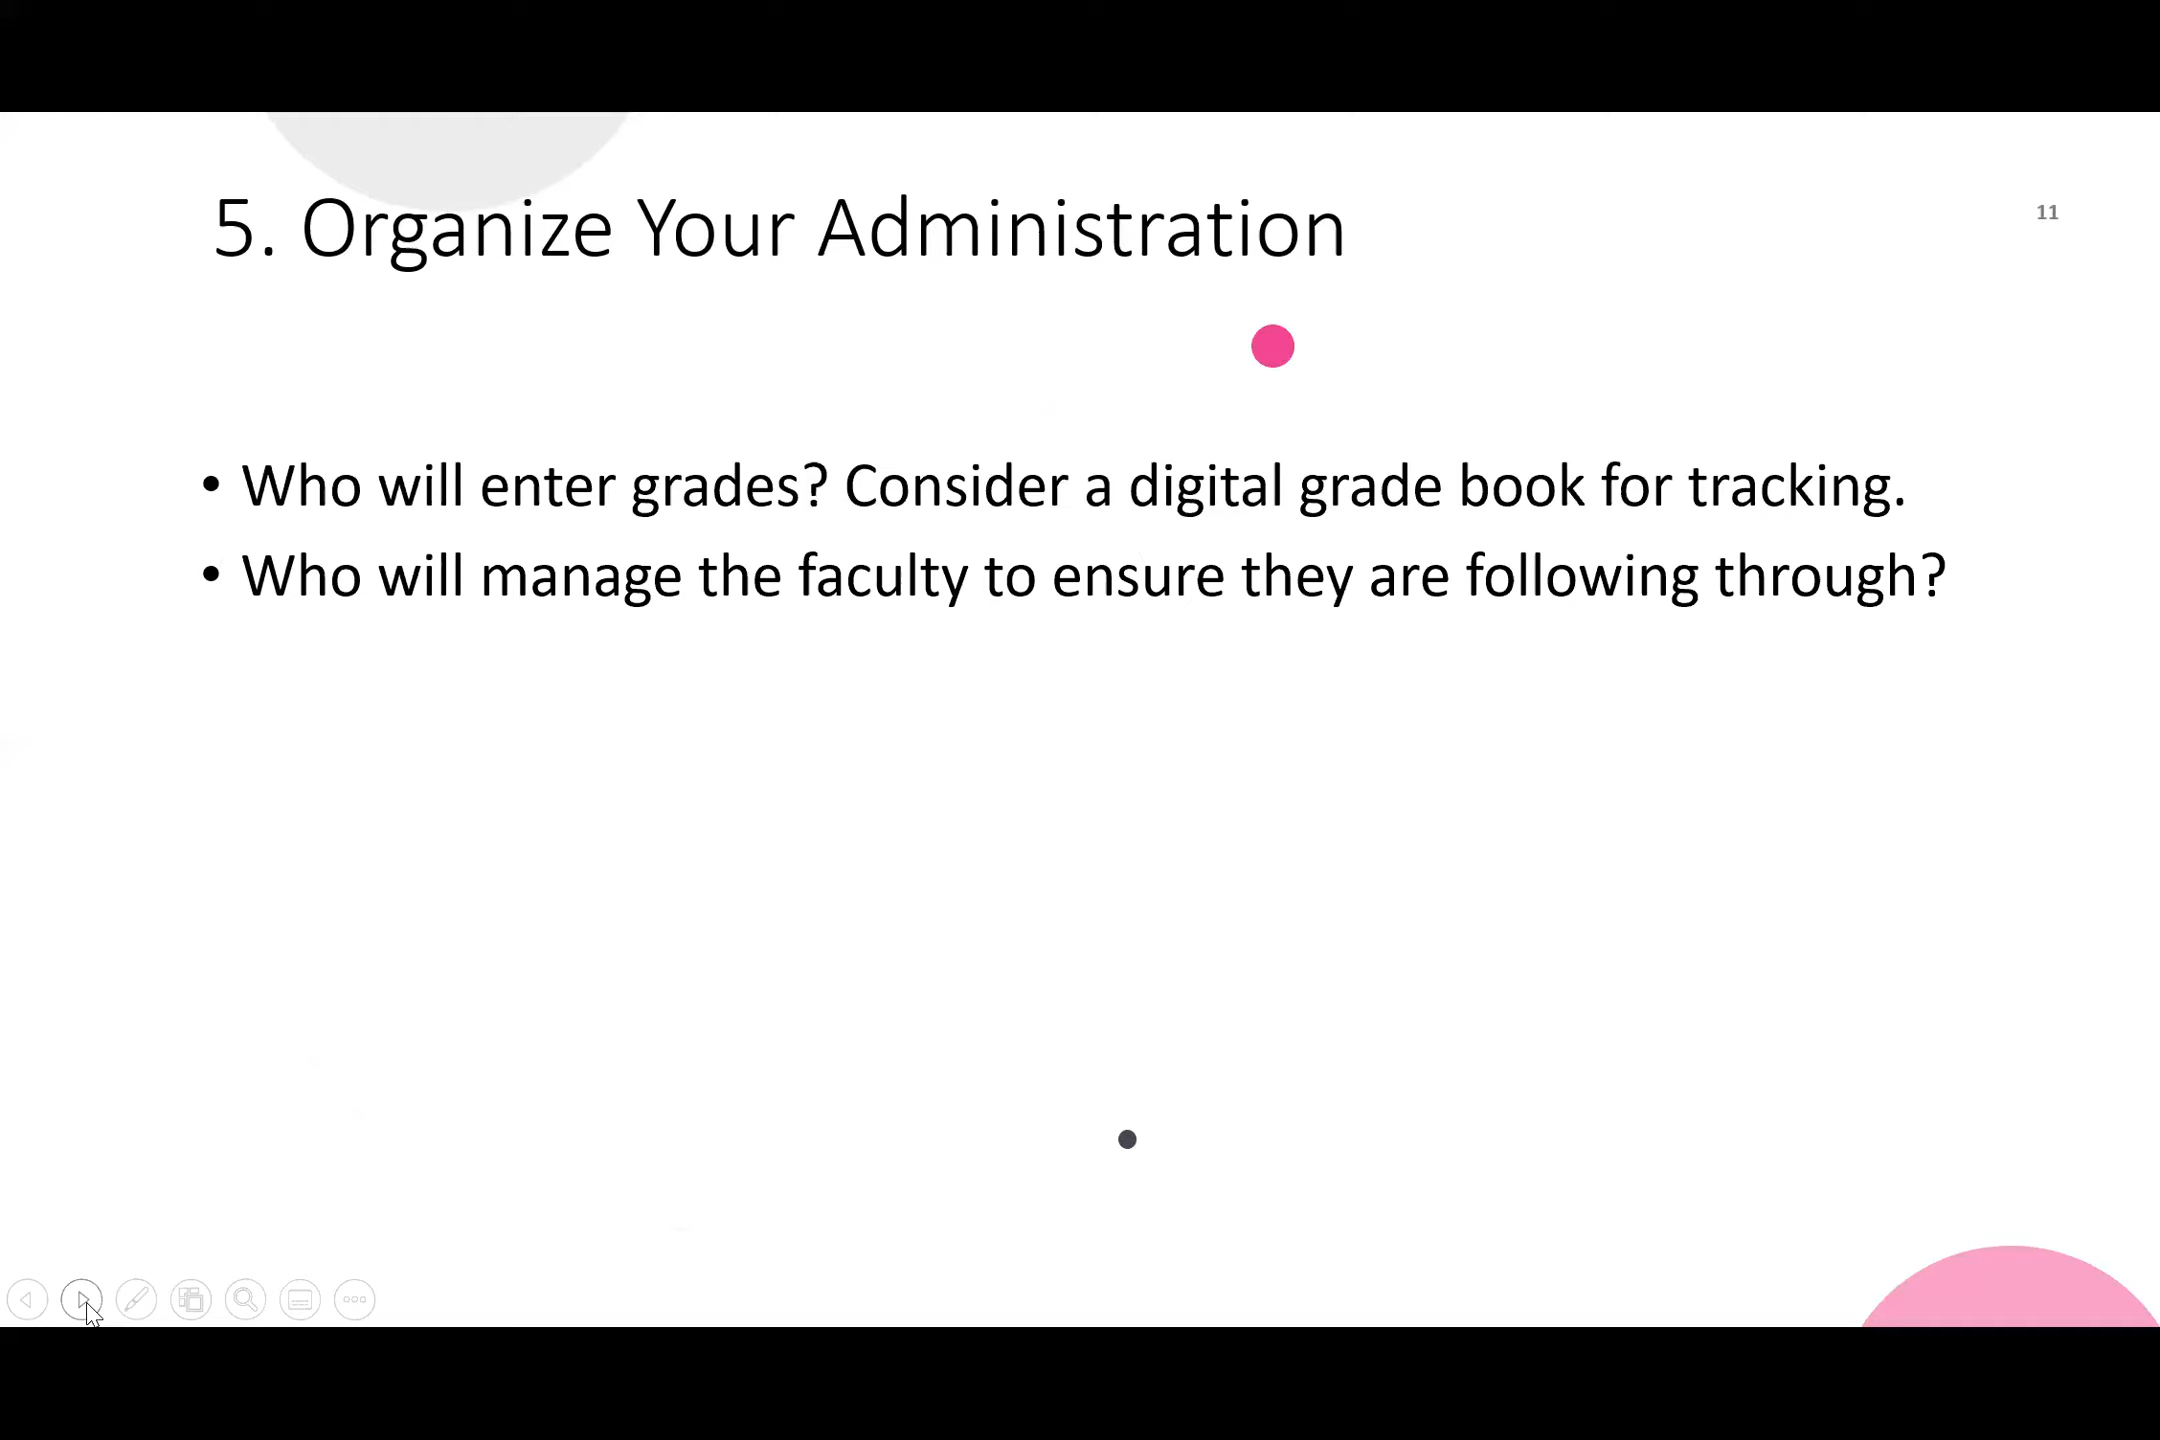 5. Organize Your Administration
11
• Who will enter grades? Consider a digital grade book for tracking.
• Who will manage the faculty to ensure they are following through?